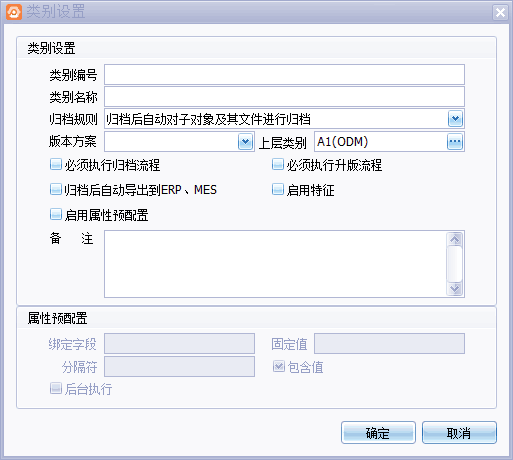 类别设置
类别设置
类别编号
类别名称
归档规则 归档后自动对子对象及其文件进行归档
版本方案 上层类别 A1(ODM)
必须执行归档流程 必须执行升版流程
归档后自动导出到ERP、MES 启用特征
启用属性预配置
备 注
属性预配置
绑定字段 固定值
分隔符 包含值
后台执行
确定 取消